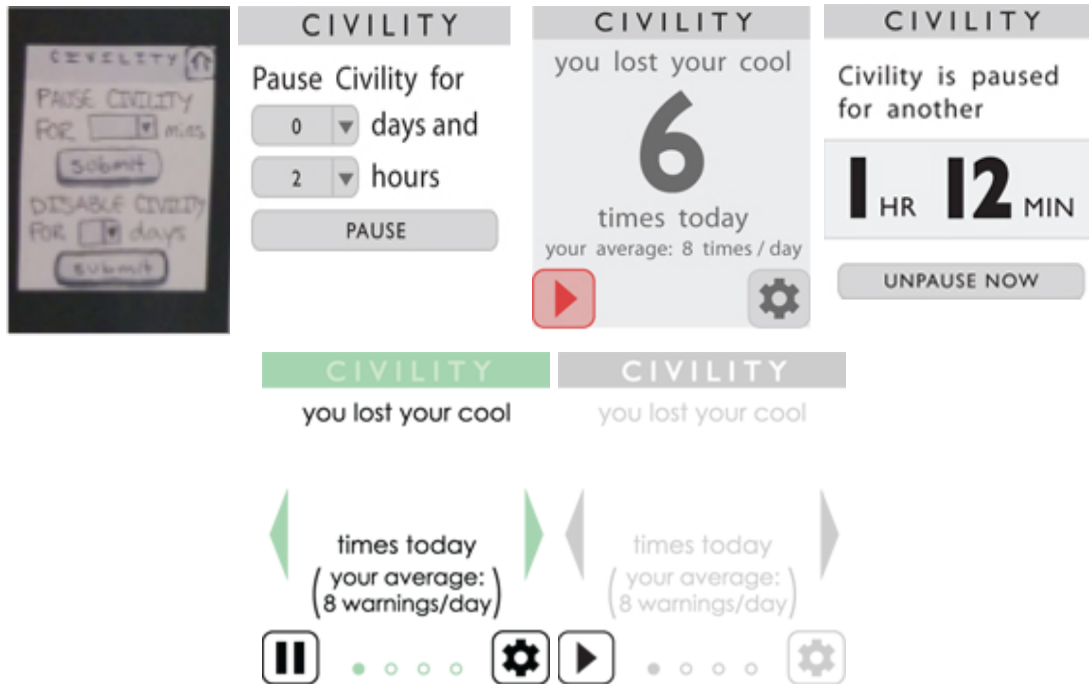 CIVILITY
PAUSE CIVILITY
FOR mins
submit
DISABLE CIVILITY
FOR days
submit
CIVILITY
Pause Civility for
0 days and
2 hours
PAUSE
CIVILITY
you lost your cool
6
times today
your average: 8 times / day
CIVILITY
Civility is paused
for another
1 HR 12 MIN
UNPAUSE NOW
CIVILITY
you lost your cool
times today
(your average:
8 warnings/day)
CIVILITY
you lost your cool
times today
(your average:
8 warnings/day)